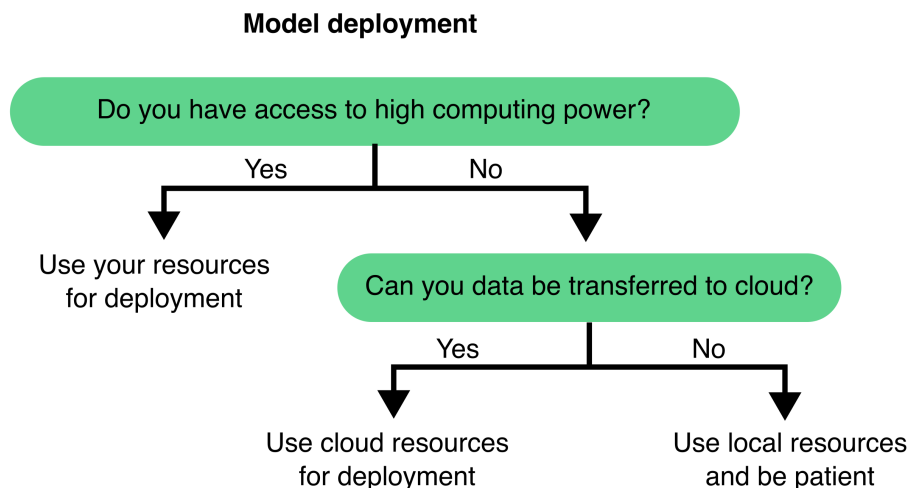 Model deployment
Do you have access to high computing power?
Yes
No
Use your resources
for deployment
Can you data be transferred to cloud?
Yes
No
Use cloud resources
for deployment
Use local resources
and be patient